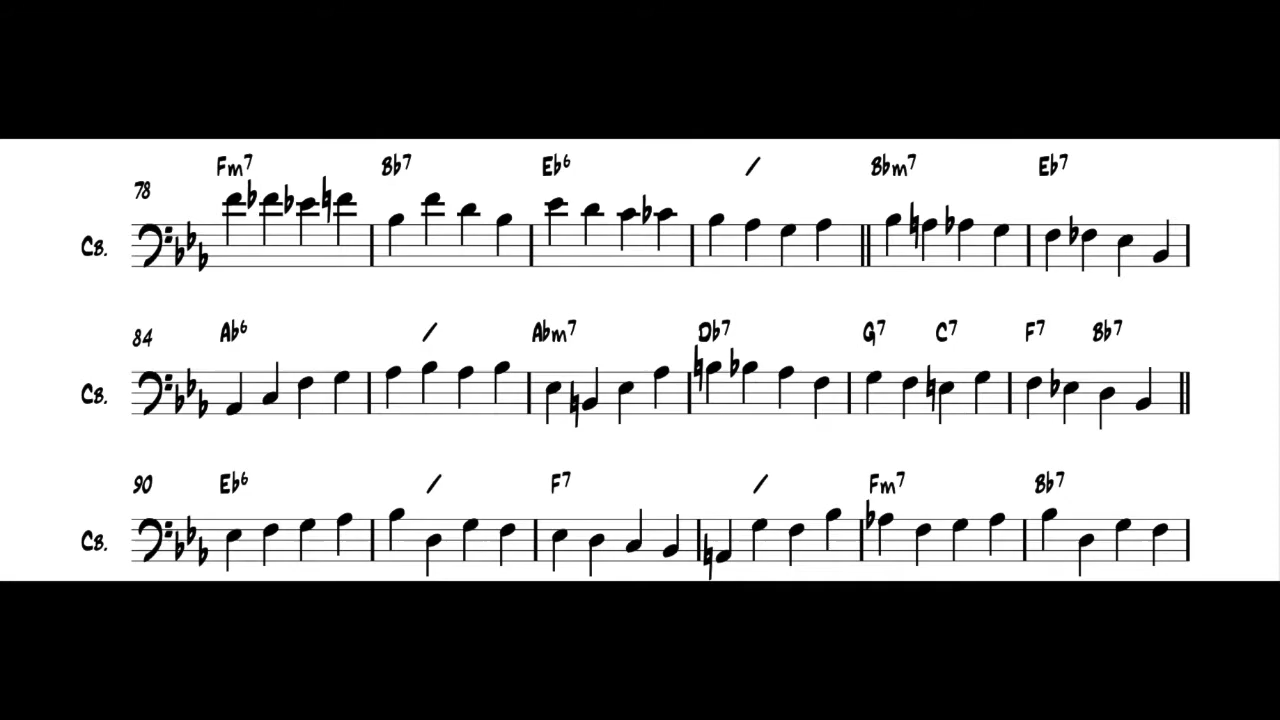 Fm7 Bb7 Eb6 / Bbm7 Eb7
78
CB.
Ab6 / Abm7 Db7 G7 C7 F7 Bb7
84
CB.
Eb6 / F7 / Fm7 Bb7
90
CB.